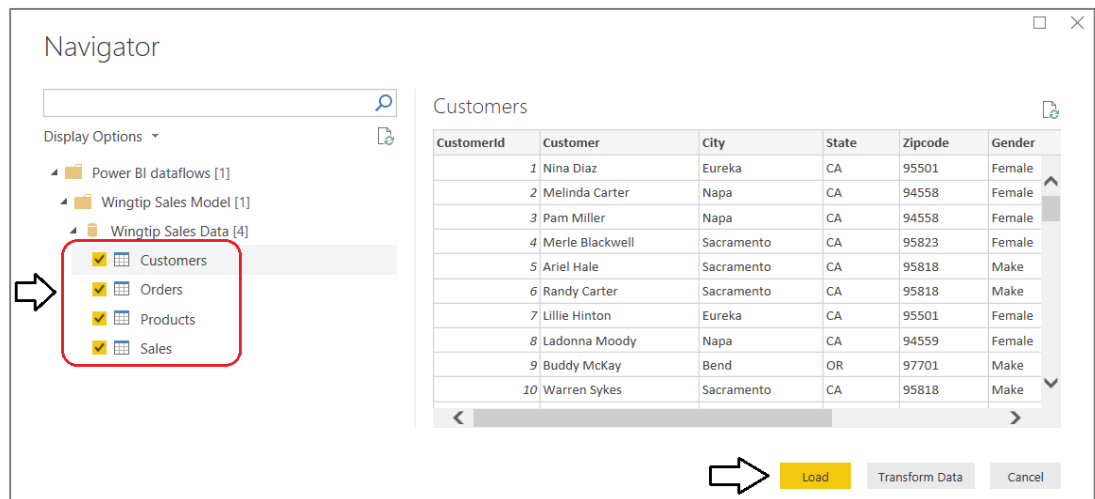 Navigator
Display Options
Power BI dataflows [1]
Wingtip Sales Model [1]
Wingtip Sales Data [4]
Customers
Orders
Products
Sales
Customers
CustomerId Customer City State Zipcode Gender
1 Nina Diaz Eureka CA 95501 Female
2 Melinda Carter Napa CA 94558 Female
3 Pam Miller Napa CA 94558 Female
4 Merle Blackwell Sacramento CA 95823 Female
5 Ariel Hale Sacramento CA 95818 Make
6 Randy Carter Sacramento CA 95818 Make
7 Lillie Hinton Eureka CA 95501 Female
8 Ladonna Moody Napa CA 94559 Female
9 Buddy McKay Bend OR 97701 Make
10 Warren Sykes Sacramento CA 95818 Make
Load Transform Data Cancel